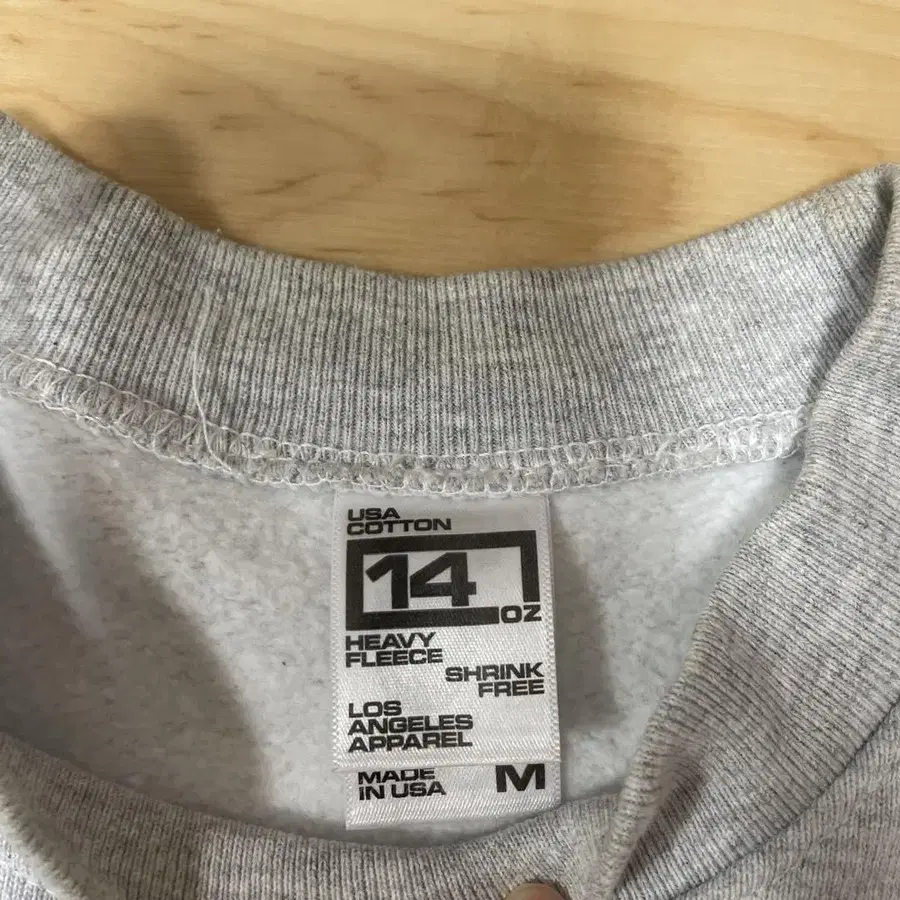 USA
COTTON
14
OZ
HEAVY
FLEECE
SHRINK
FREE
LOS
ANGELES
APPAREL
MADE
IN USA
M